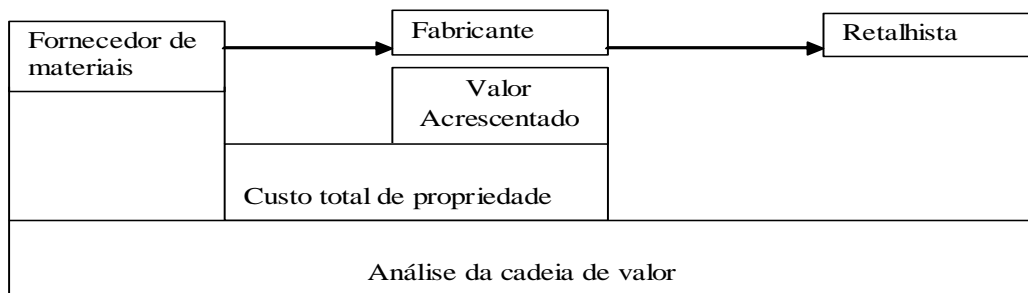 Fornecedor de
materiais
Fabricante
Retalhista
Valor
Acrescentado
Custo total de propriedade
Análise da cadeia de valor